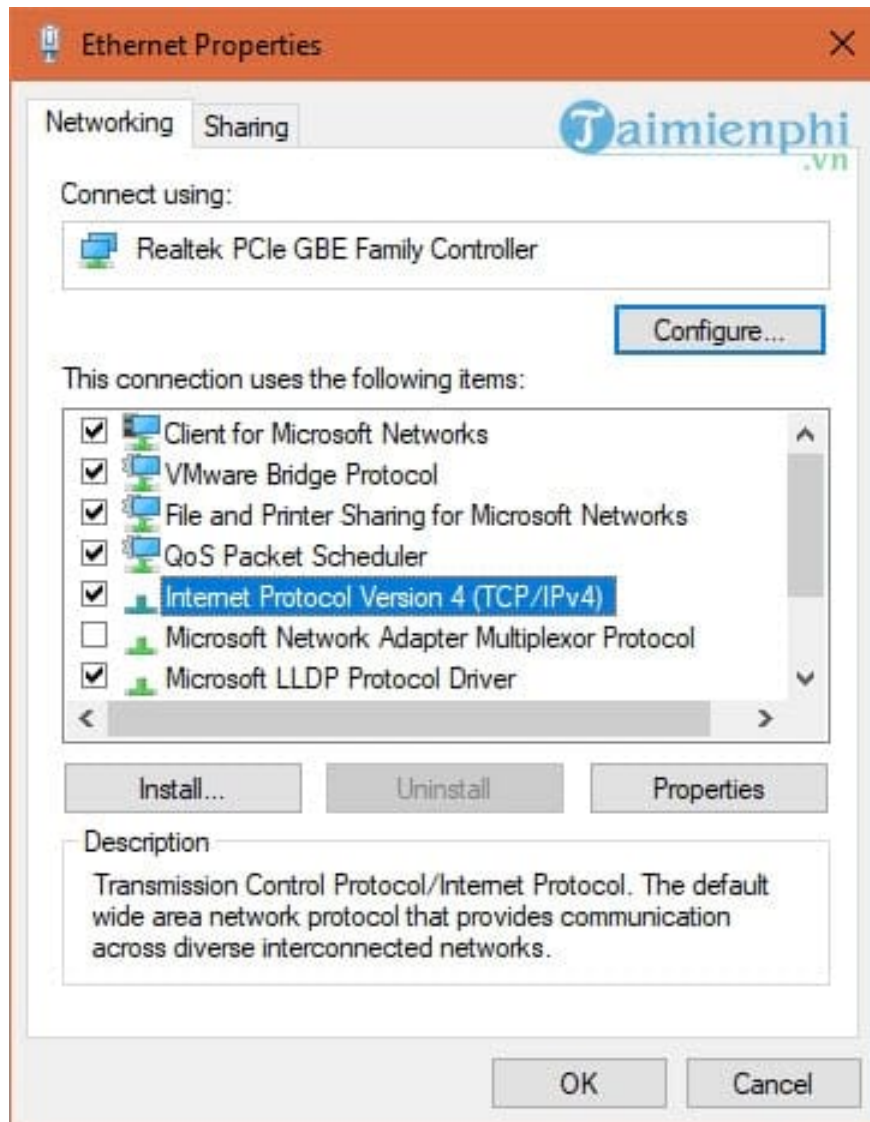 Ethernet Properties
Networking
Sharing
Taimienphi
.vn
Connect using:
Realtek PCIe GBE Family Controller
Configure...
This connection uses the following items:
Client for Microsoft Networks
VMware Bridge Protocol
File and Printer Sharing for Microsoft Networks
QoS Packet Scheduler
Internet Protocol Version 4 (TCP/IPv4)
Microsoft Network Adapter Multiplexor Protocol
Microsoft LLDP Protocol Driver
Install...
Uninstall
Properties
Description
Transmission Control Protocol/Internet Protocol. The default
wide area network protocol that provides communication
across diverse interconnected networks.
OK
Cancel